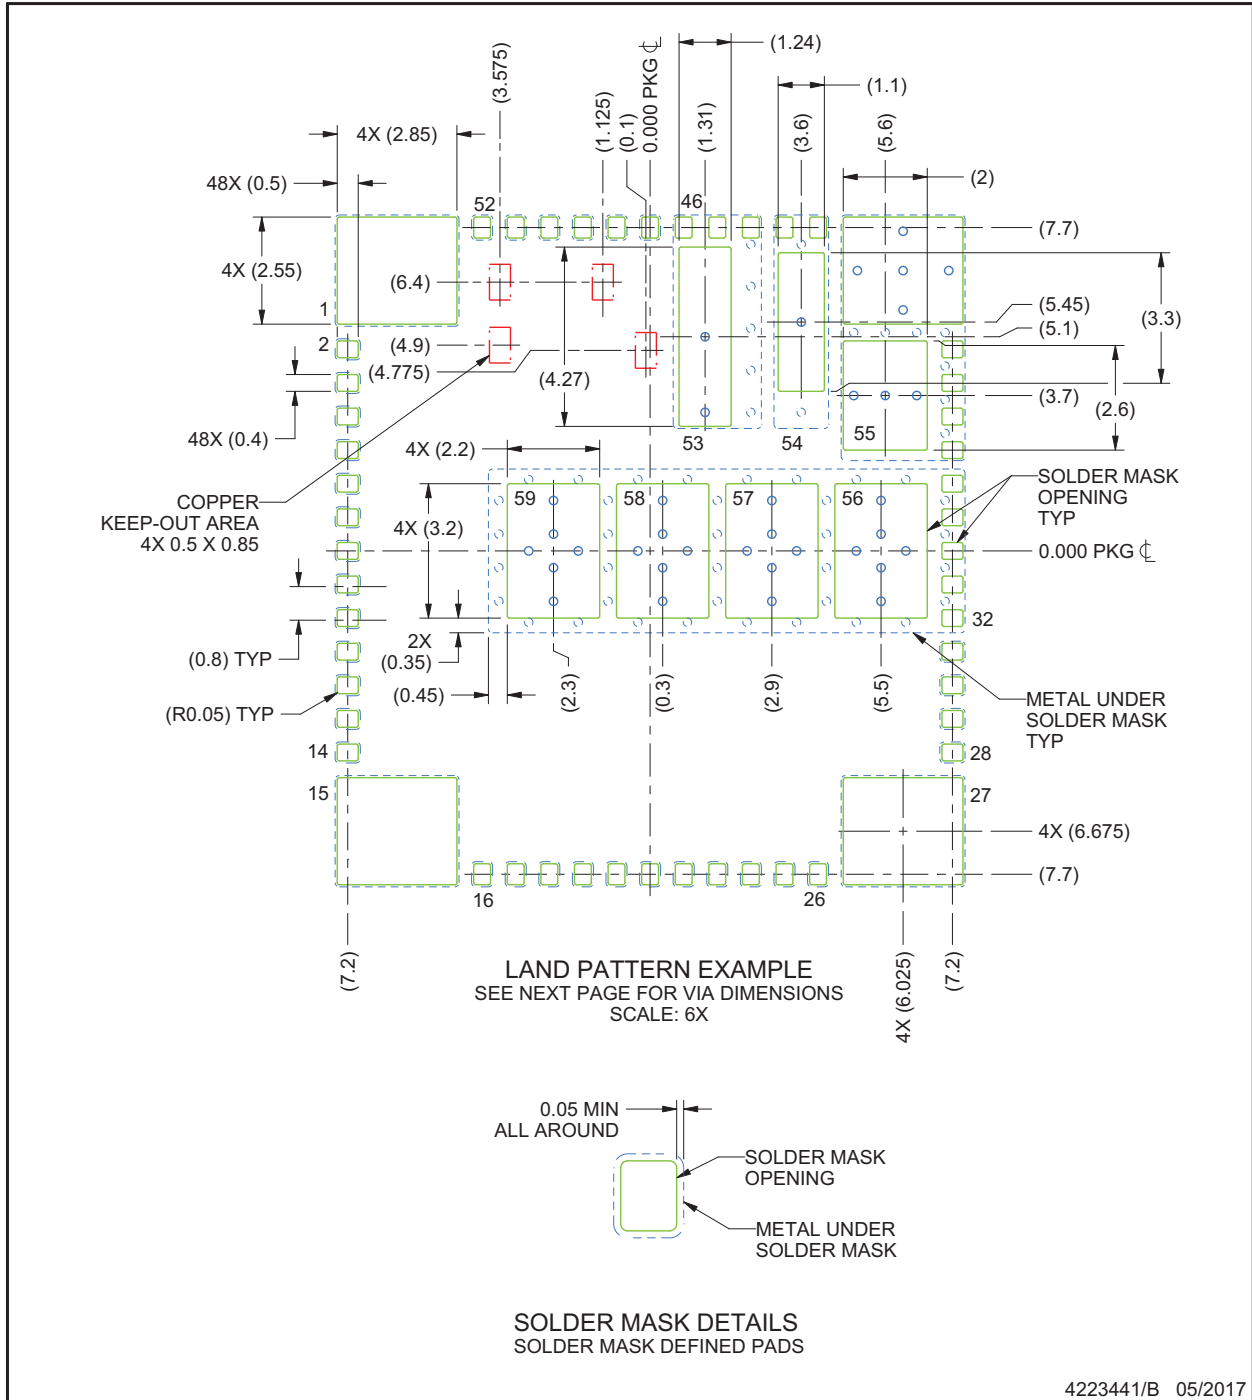 (3.575)
(1.125)
(0.1)
0.000 PKG ℄
(1.24)
(1.31)
(1.1)
(3.6)
(5.6)
(2)
4X (2.85)
48X (0.5)
52
46
(7.7)
4X (2.55)
(6.4)
1
(5.45)
(5.1)
(3.3)
2
(4.9)
(4.775)
(4.27)
(3.7)
(2.6)
48X (0.4)
4X (2.2)
53
54
55
COPPER
KEEP-OUT AREA
4X 0.5 X 0.85
SOLDER MASK
OPENING
TYP
59
58
57
56
4X (3.2)
0.000 PKG ℄
32
2X
(0.35)
(0.8) TYP
(0.45)
(2.3)
(0.3)
(2.9)
(5.5)
(R0.05) TYP
METAL UNDER
SOLDER MASK
TYP
14
28
15
27
4X (6.675)
(7.7)
16
26
(7.2)
4X (6.025)
(7.2)
LAND PATTERN EXAMPLE
SEE NEXT PAGE FOR VIA DIMENSIONS
SCALE: 6X
0.05 MIN
ALL AROUND
SOLDER MASK
OPENING
METAL UNDER
SOLDER MASK
SOLDER MASK DETAILS
SOLDER MASK DEFINED PADS
4223441/B 05/2017